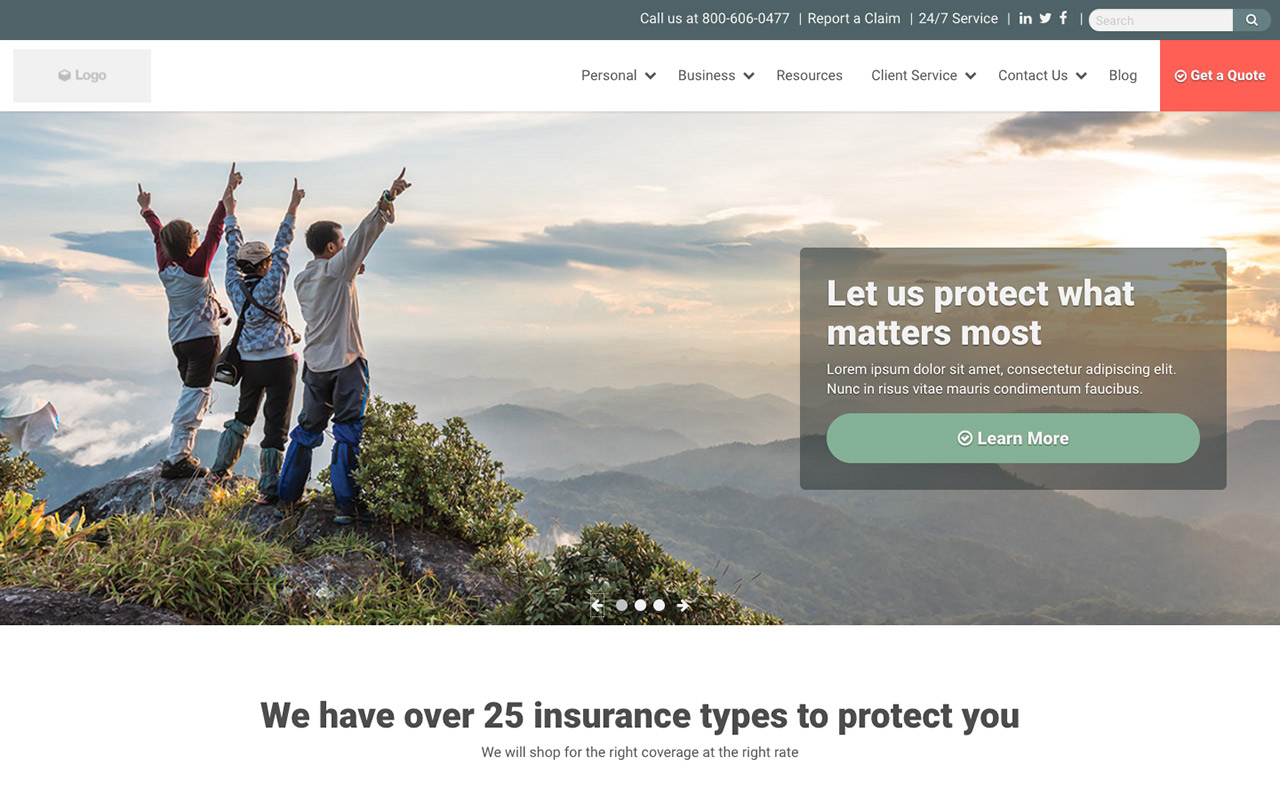 Call us at 800-606-0477 | Report a Claim | 24/7 Service | | Search
Logo
Personal Business Resources Client Service Contact Us Blog Get a Quote
Let us protect what
matters most
Lorem ipsum dolor sit amet, consectetur adipiscing elit.
Nunc in risus vitae mauris condimentum faucibus.
Learn More
We have over 25 insurance types to protect you
We will shop for the right coverage at the right rate